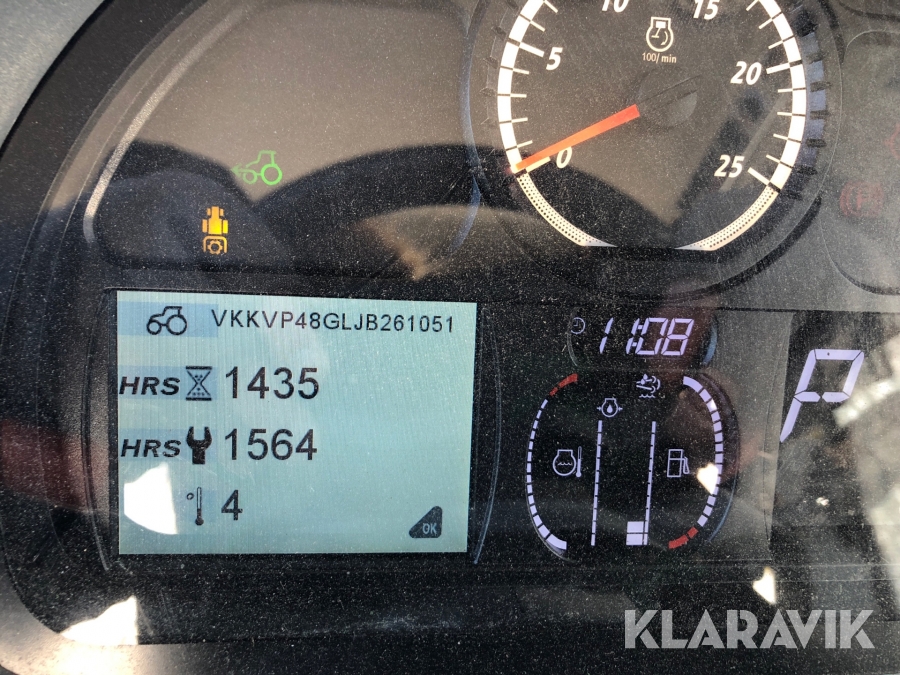 10
15
5
100/min
20
0
25
VKKVP48GLJB261051
11:08
HRS 1435
P
HRS 1564
° 4
OK
KLARAVIK